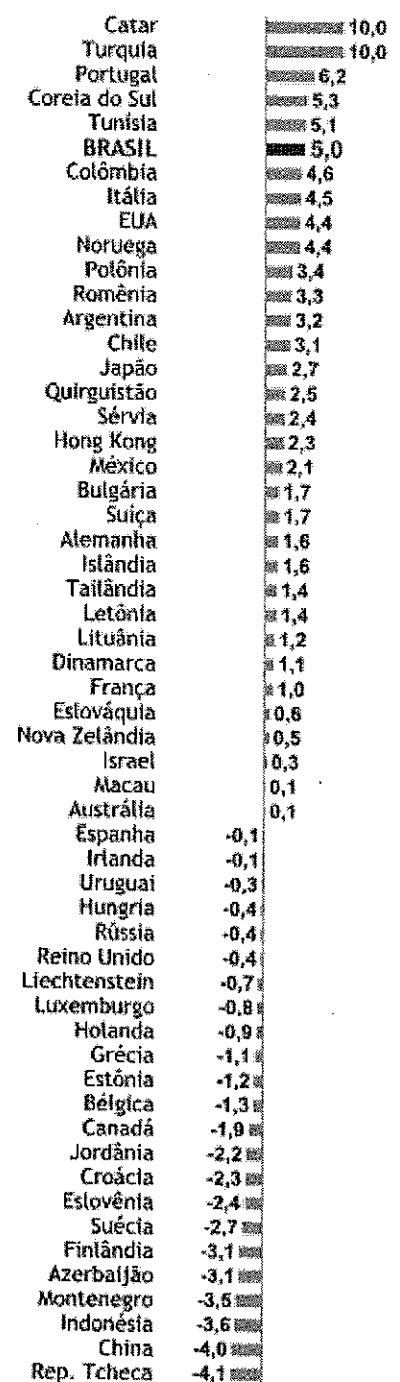 Catar 10,0
Turquia 10,0
Portugal 6,2
Coreia do Sul 5,3
Tunísia 5,1
BRASIL 5,0
Colômbia 4,6
Itália 4,5
EUA 4,4
Noruega 4,4
Polônia 3,4
Romênia 3,3
Argentina 3,2
Chile 3,1
Japão 2,7
Quirguistão 2,5
Sérvia 2,4
Hong Kong 2,3
México 2,1
Bulgária 1,7
Suíça 1,7
Alemanha 1,6
Islândia 1,6
Tailândia 1,4
Letônia 1,4
Lituânia 1,2
Dinamarca 1,1
França 1,0
Eslováquia 0,6
Nova Zelândia 0,5
Israel 0,3
Macau 0,1
Austrália 0,1
Espanha -0,1
Irlanda -0,1
Uruguai -0,3
Hungria -0,4
Rússia -0,4
Reino Unido -0,4
Liechtenstein -0,7
Luxemburgo -0,8
Holanda -0,9
Grécia -1,1
Estônia -1,2
Bélgica -1,3
Canadá -1,9
Jordânia -2,2
Croácia -2,3
Eslovênia -2,4
Suécia -2,7
Finlândia -3,1
Azerbaijão -3,1
Montenegro -3,5
Indonésia -3,6
China -4,0
Rep. Tcheca -4,1